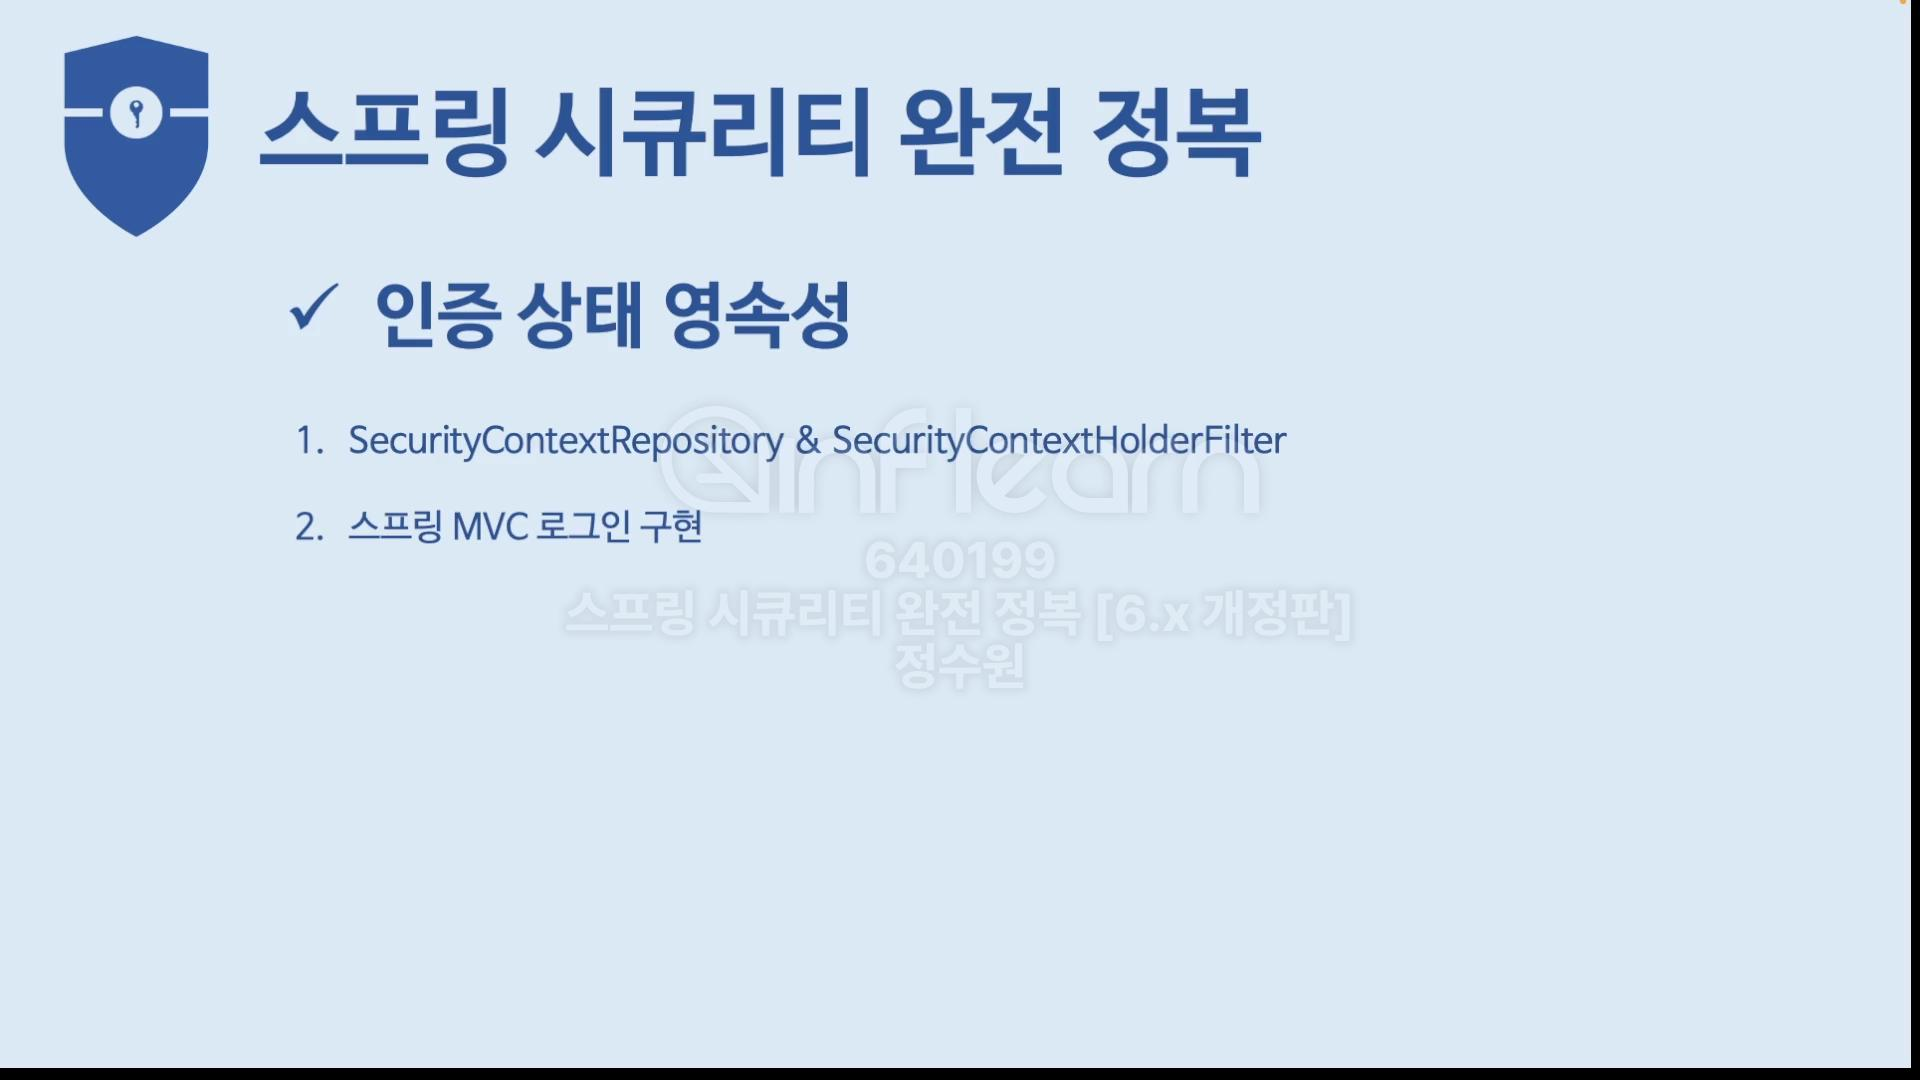 스프링 시큐리티 완전 정복
✓ 인증 상태 영속성
1. SecurityContextRepository & SecurityContextHolderFilter
2. 스프링 MVC 로그인 구현
inflearn
640199
스프링 시큐리티 완전 정복 [6.x 개정판]
정수원